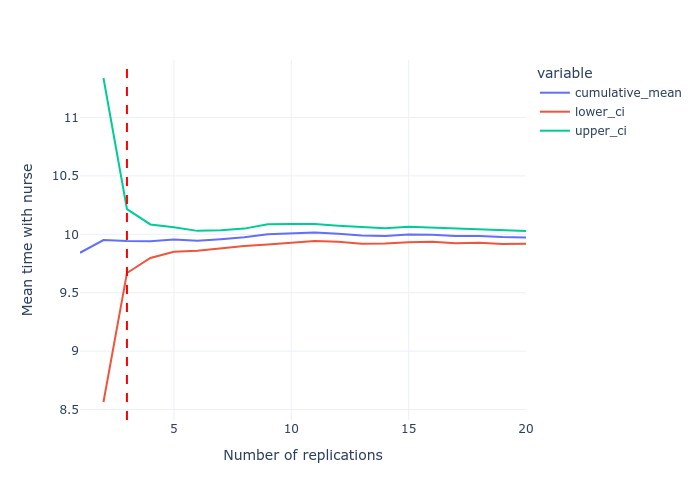 variable
cumulative_mean
lower_ci
upper_ci
11
10.5
10
9.5
9
8.5
Mean time with nurse
5
10
15
20
Number of replications